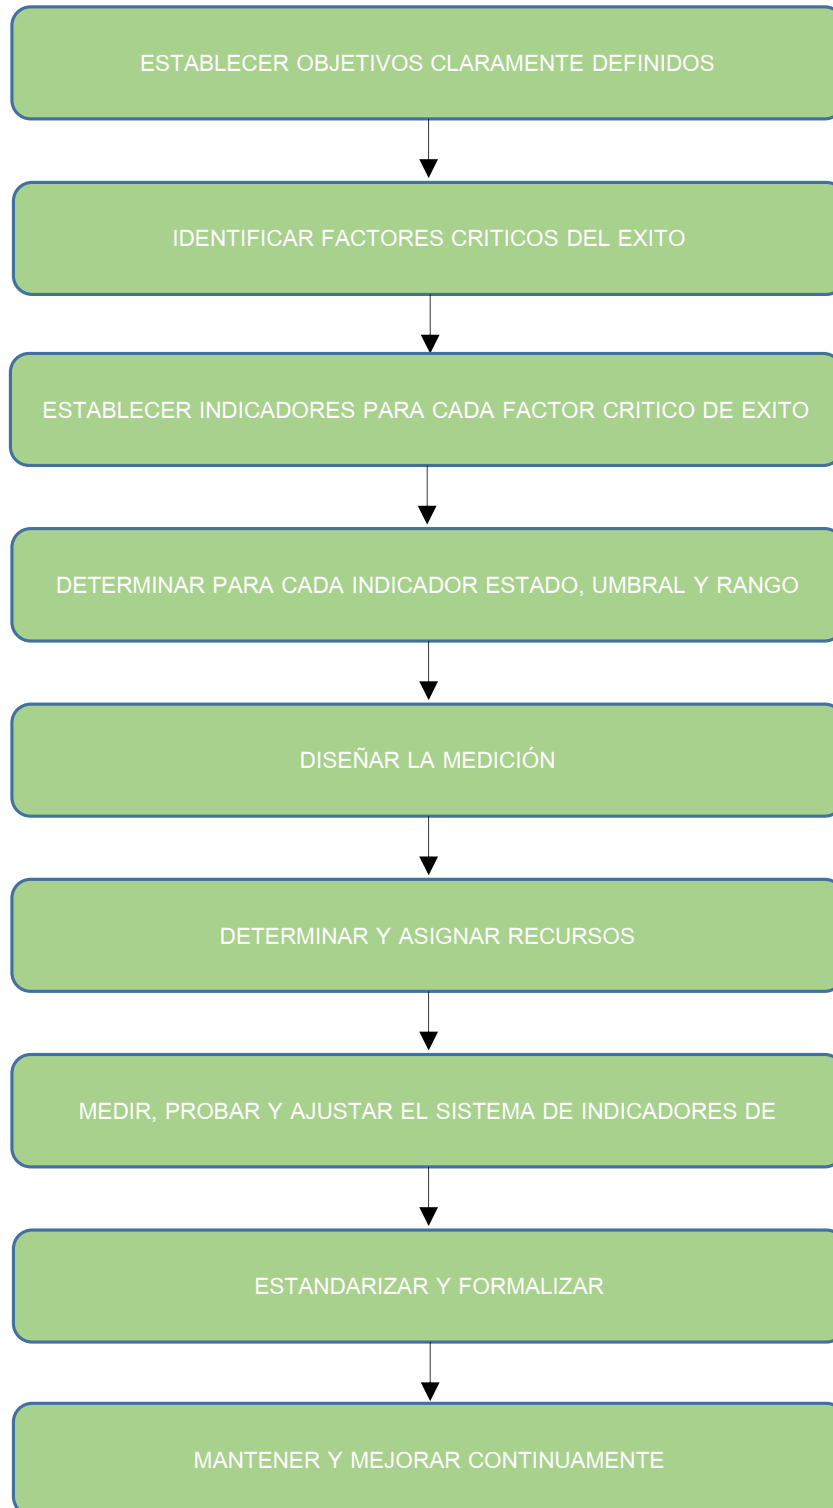 ESTABLECER OBJETIVOS CLARAMENTE DEFINIDOS
IDENTIFICAR FACTORES CRITICOS DEL EXITO
ESTABLECER INDICADORES PARA CADA FACTOR CRITICO DE EXITO
DETERMINAR PARA CADA INDICADOR ESTADO, UMBRAL Y RANGO
DISEÑAR LA MEDICIÓN
DETERMINAR Y ASIGNAR RECURSOS
MEDIR, PROBAR Y AJUSTAR EL SISTEMA DE INDICADORES DE
ESTANDARIZAR Y FORMALIZAR
MANTENER Y MEJORAR CONTINUAMENTE